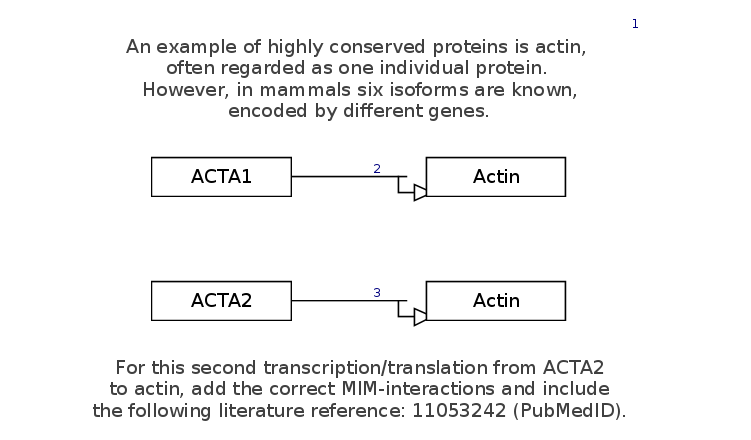 1
An example of highly conserved proteins is actin,
often regarded as one individual protein.
However, in mammals six isoforms are known,
encoded by different genes.
ACTA1
2
Actin
ACTA2
3
Actin
For this second transcription/translation from ACTA2
to actin, add the correct MIM-interactions and include
the following literature reference: 11053242 (PubMedID).